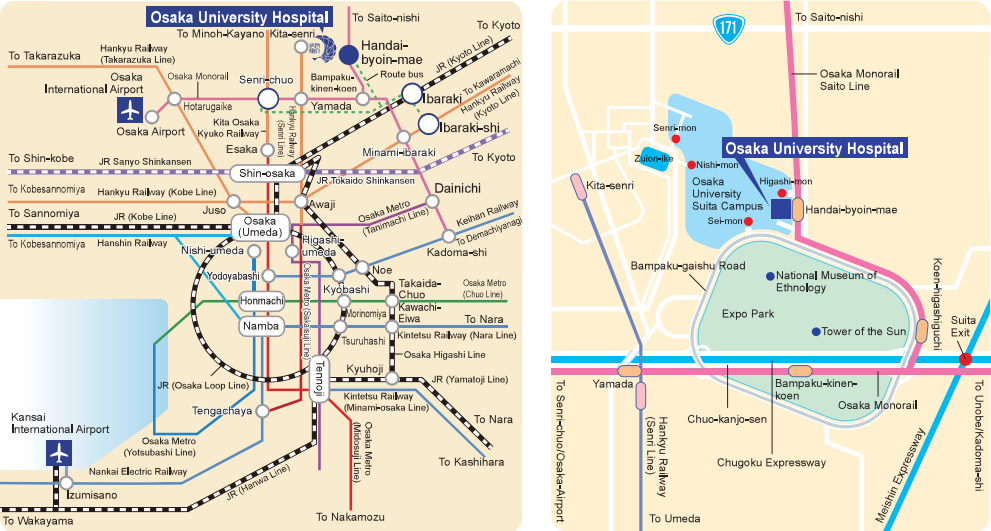 Osaka University Hospital
To Minoh-Kayano
Kita-senri
To Saito-nishi
To Kyoto
To Takarazuka
Hankyu Railway
(Takarazuka Line)
Handai-
byoin-mae
JR (Kyoto Line)
Osaka
International Airport
Osaka Monorail
Senri-chuo
Bampaku-
kinen-koen
Route bus
To Kawaramachi
Hankyu Railway
(Kyoto Line)
Hotarugaike
Yamada
Ibaraki
Osaka Airport
Kita Osaka
Kyuko Railway
Hankyu Railway
(Senri Line)
Ibaraki-shi
Esaka
Minami-ibaraki
To Shin-kobe
JR Sanyo Shinkansen
Shin-osaka
To Kyoto
JR Tokaido Shinkansen
To Kobesannomiya
Hankyu Railway (Kobe Line)
Dainichi
Juso
Awaji
Osaka Metro
(Tanimachi Line)
Keihan Railway
To Sannomiya
JR (Kobe Line)
Osaka
(Umeda)
To Demachiyanagi
To Kobesannomiya
Hanshin Railway
Nishi-umeda
Higashi-
umeda
Kadoma-shi
Yodoyabashi
Noe
Kyobashi
Takaida-
Chuo
Osaka Metro
(Chuo Line)
Honmachi
Osaka Metro (Sakaisuji Line)
Morinomiya
Kawachi-
Eiwa
Namba
To Nara
Tsuruhashi
Kintetsu Railway (Nara Line)
Osaka Higashi Line
Tennoji
Kyuhoji
JR (Osaka Loop Line)
JR (Yamatoji Line)
Kintetsu Railway
(Minami-osaka Line)
Tengachaya
To Nara
Kansai
International Airport
Osaka Metro
(Yotsubashi Line)
Osaka Metro
(Midosuji Line)
To Kashihara
Nankai Electric Railway
JR (Hanwa Line)
Izumisano
To Wakayama
To Nakamozu
171
To Saito-nishi
Osaka Monorail
Saito Line
Senri-mon
Zuion-ike
Nishi-mon
Osaka University Hospital
Kita-senri
Osaka
University
Suita Campus
Higashi-mon
Handai-byoin-mae
Sei-mon
Bampaku-gaishu Road
National Museum of
Ethnology
Koen-higashiguchi
Expo Park
Tower of the Sun
Suita
Exit
Yamada
Bampaku-kinen-
koen
Osaka Monorail
Chuo-kanjo-sen
Chugoku Expressway
To Senri-chuo/Osaka-Airport
Hankyu Railway
(Senri Line)
Meishin Expressway
To Unobe/Kadoma-shi
To Umeda